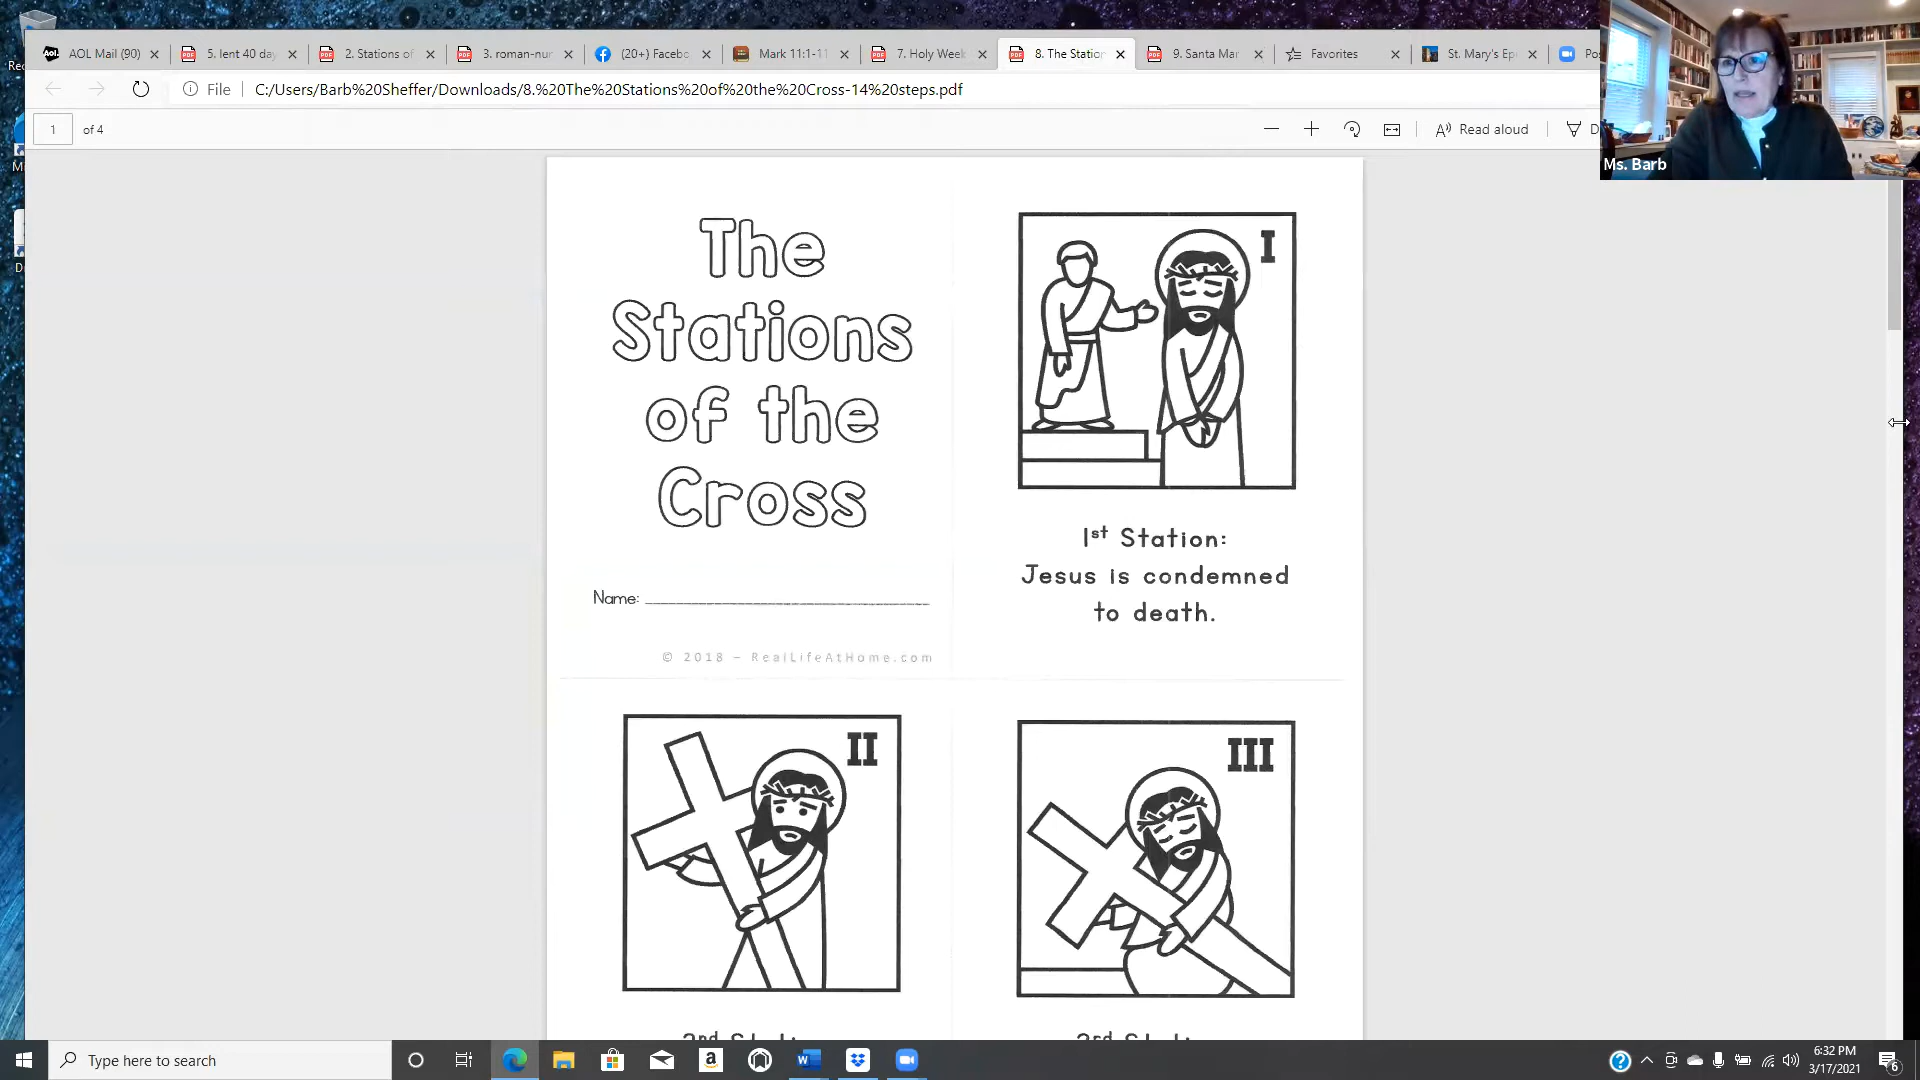 AOL Mail (90)
5. lent 40 day
2. Stations of
3. roman-nur
(20+) Facebo
Mark 11:1-11
7. Holy Week
8. The Station
9. Santa Mar
Favorites
St. Mary's Ep
Pos
File
C:/Users/Barb%20Sheffer/Downloads/8.%20The%20Stations%20of%20the%20Cross-14%20steps.pdf
1 of 4
Read aloud
Ms. Barb
The
Stations
of the
Cross
Name:
© 2018 – RealLifeAtHome.com
I
1st Station:
Jesus is condemned
to death.
II
III
Type here to search
6:32 PM
3/17/2021
6